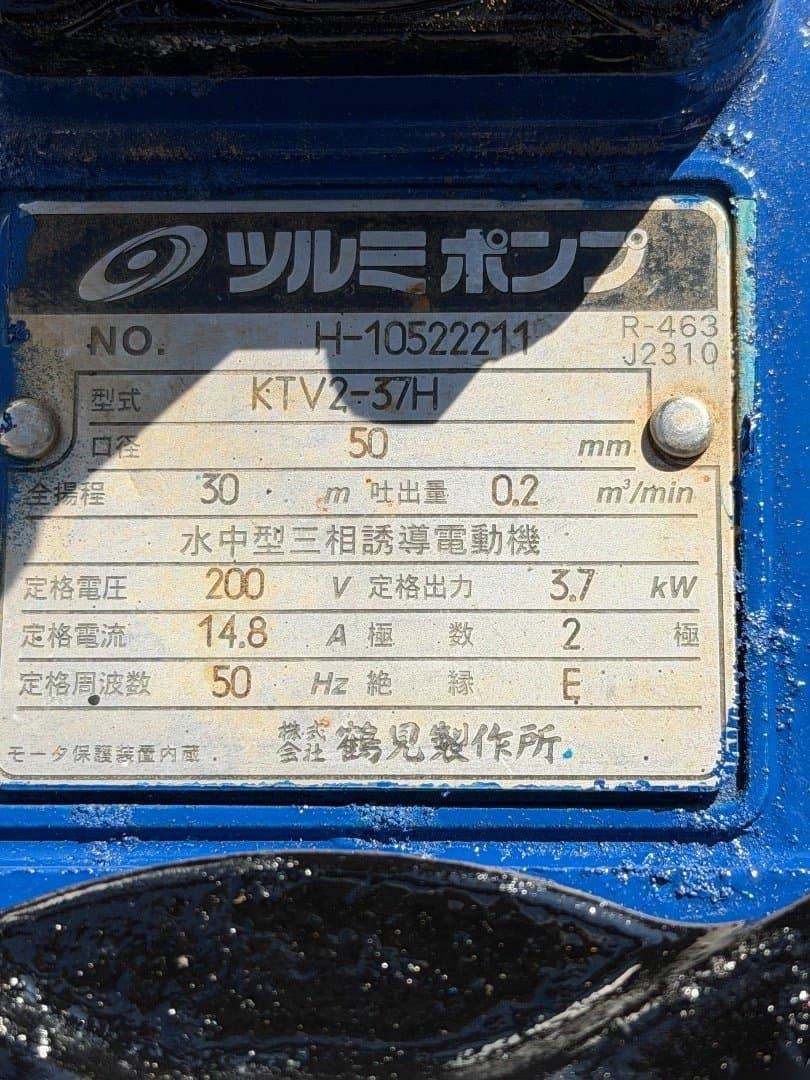 ツルミポンプ
NO. H-10522211 R-463
J2310
型式 KTV2-37H
口径 50 mm
全揚程 30 m 吐出量 0.2 m³/min
水中型三相誘導電動機
定格電圧 200 V 定格出力 3.7 kW
定格電流 14.8 A 極数 2 極
定格周波数 50 Hz 絶縁 E
モータ保護装置内蔵 株式会社 鶴見製作所